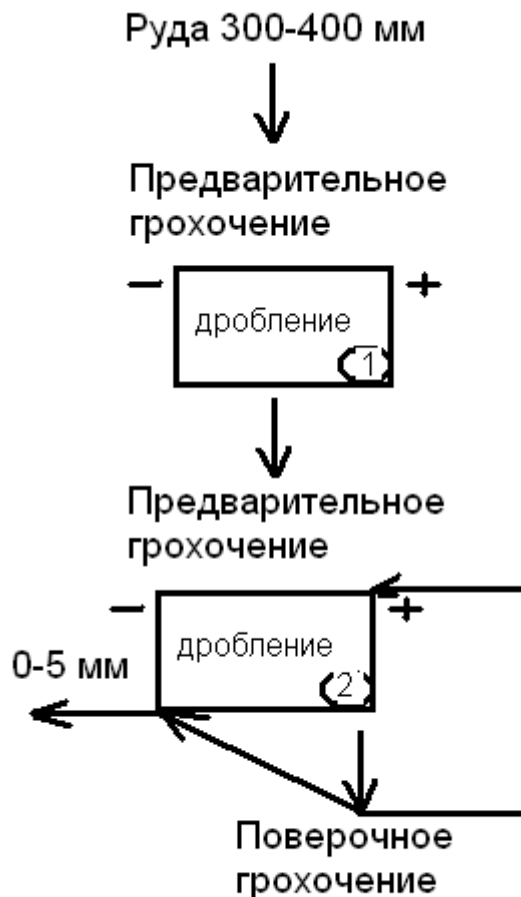 Руда 300-400 мм
Предварительное
грохочение
− +
дробление
1
Предварительное
грохочение
− +
дробление
0-5 мм
2
Поверочное
грохочение